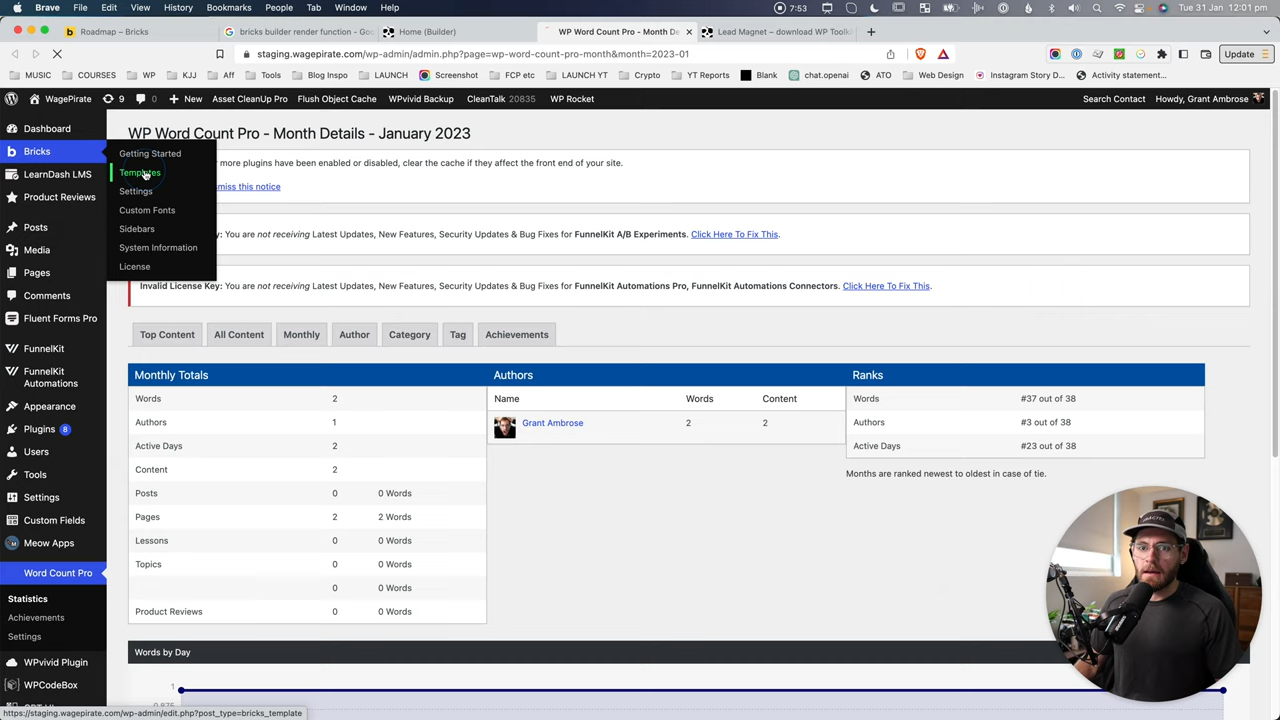 Brave File Edit View History Bookmarks People Tab Window Help 7:53 Tue 31 Jan 12:01 pm
Roadmap – Bricks bricks builder render function - Goo Home (Builder) WP Word Count Pro - Month De Lead Magnet – download WP Toolk
staging.wagepirate.com/wp-admin/admin.php?page=wp-word-count-pro-month&month=2023-01 Update
MUSIC COURSES WP KJJ Aff Tools Blog Inspo LAUNCH Screenshot FCP etc LAUNCH YT Crypto YT Reports Blank chat.openai ATO Web Design Instagram Story D... Activity statement...
WagePirate 9 0 New Asset CleanUp Pro Flush Object Cache WPvivid Backup CleanTalk 20835 WP Rocket Search Contact Howdy, Grant Ambrose
Dashboard
Bricks
LearnDash LMS
Product Reviews
Posts
Media
Pages
Comments
Fluent Forms Pro
FunnelKit
FunnelKit
Automations
Appearance
Plugins 8
Users
Tools
Settings
Custom Fields
Meow Apps
Word Count Pro
Statistics
Achievements
Settings
WPvivid Plugin
WPCodeBox
Getting Started
Templates
Settings
Custom Fonts
Sidebars
System Information
License
WP Word Count Pro - Month Details - January 2023
more plugins have been enabled or disabled, clear the cache if they affect the front end of your site.
miss this notice
y: You are not receiving Latest Updates, New Features, Security Updates & Bug Fixes for FunnelKit A/B Experiments. Click Here To Fix This.
Invalid License Key: You are not receiving Latest Updates, New Features, Security Updates & Bug Fixes for FunnelKit Automations Pro, FunnelKit Automations Connectors. Click Here To Fix This.
Top Content All Content Monthly Author Category Tag Achievements
Monthly Totals
Words 2
Authors 1
Active Days 2
Content 2
Posts 0 0 Words
Pages 2 2 Words
Lessons 0 0 Words
Topics 0 0 Words
0 0 Words
Product Reviews 0 0 Words
Authors
Name Words Content
Grant Ambrose 2 2
Ranks
Words #37 out of 38
Authors #3 out of 38
Active Days #23 out of 38
Months are ranked newest to oldest in case of tie.
Words by Day
1
0.875
https://staging.wagepirate.com/wp-admin/edit.php?post_type=bricks_template